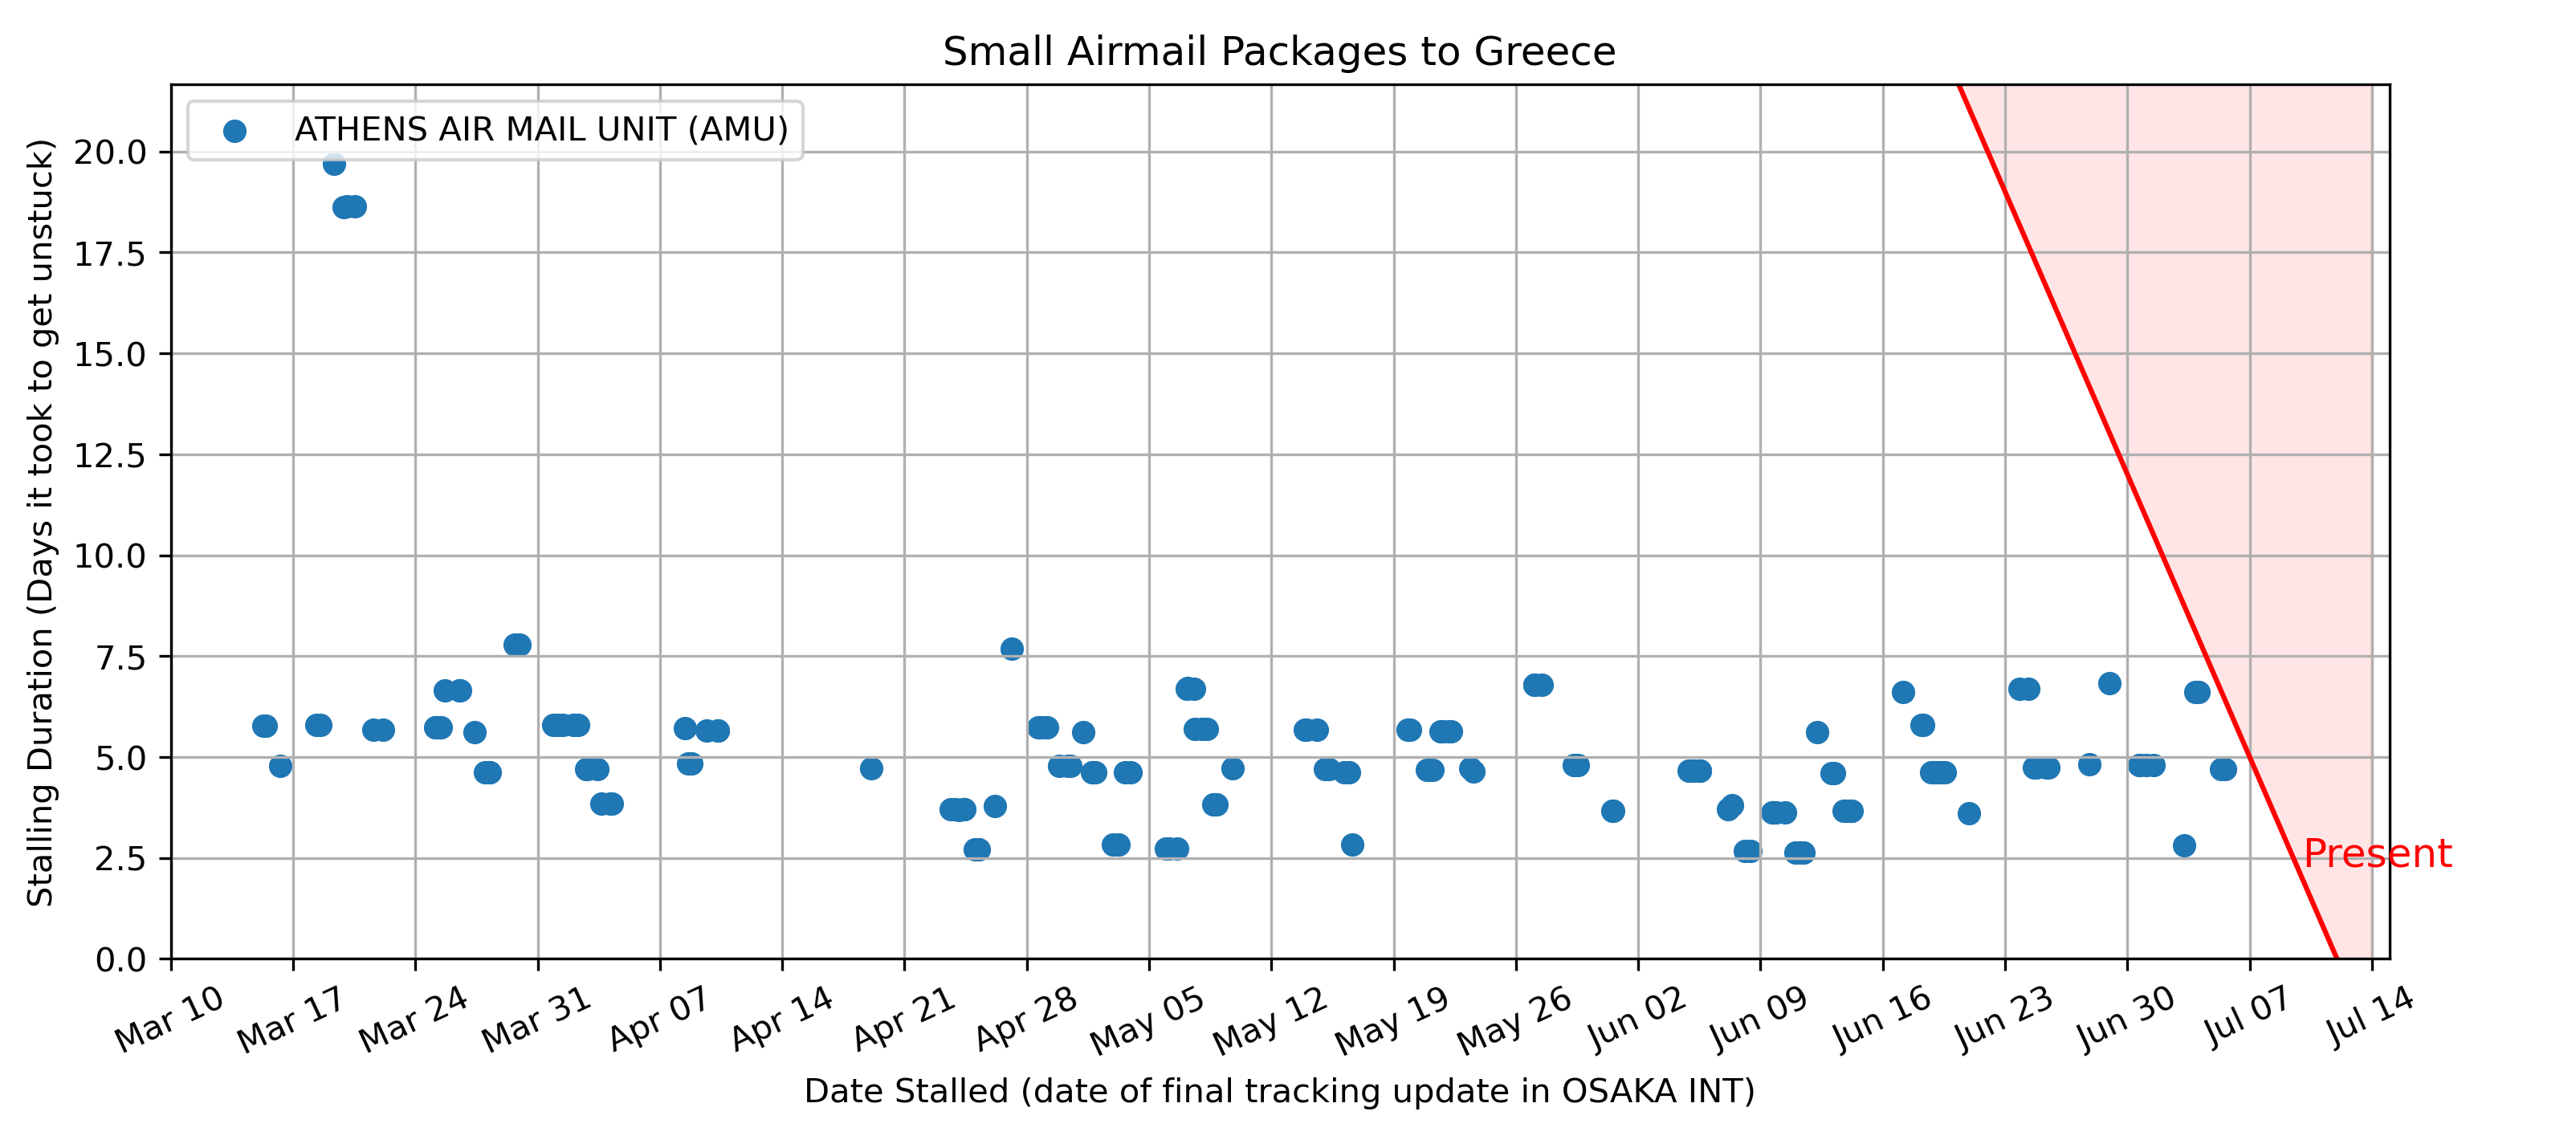 Small Airmail Packages to Greece
ATHENS AIR MAIL UNIT (AMU)
Stalling Duration (Days it took to get unstuck)
20.0
17.5
15.0
12.5
10.0
7.5
5.0
2.5
0.0
Present
Mar 10
Mar 17
Mar 24
Mar 31
Apr 07
Apr 14
Apr 21
Apr 28
May 05
May 12
May 19
May 26
Jun 02
Jun 09
Jun 16
Jun 23
Jun 30
Jul 07
Jul 14
Date Stalled (date of final tracking update in OSAKA INT)